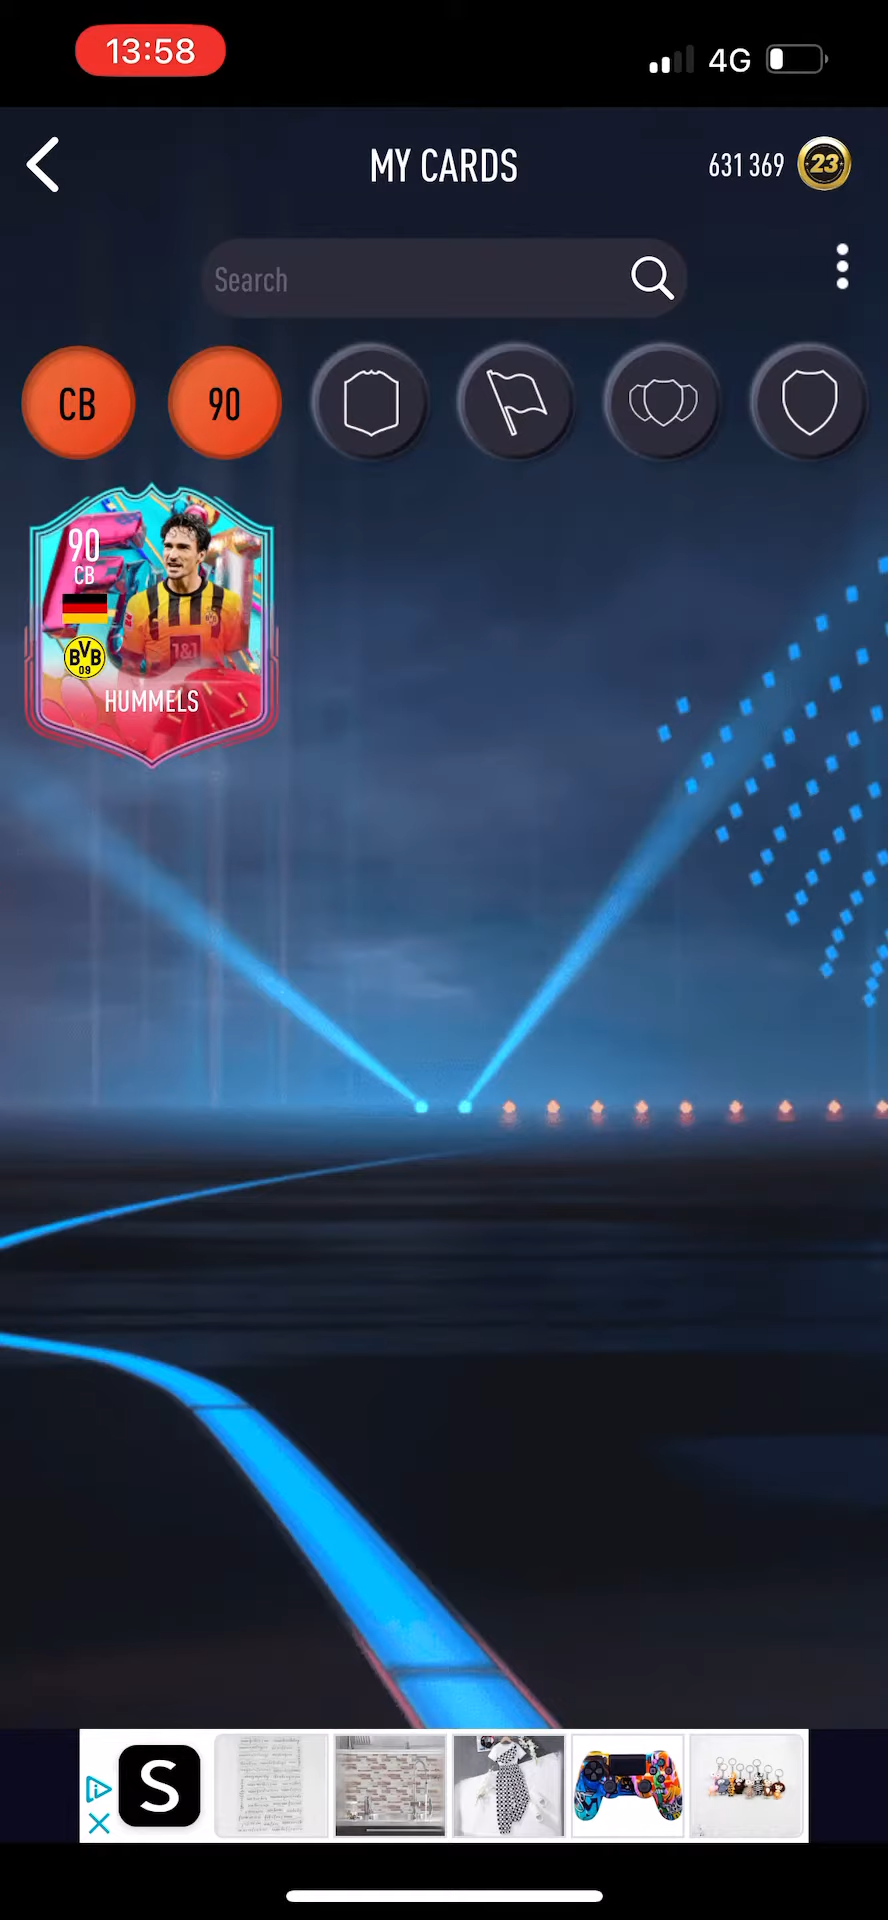 13:58
4G
MY CARDS
631 369
23
Search
CB
90
90
CB
BVB
09
1&1
HUMMELS
S